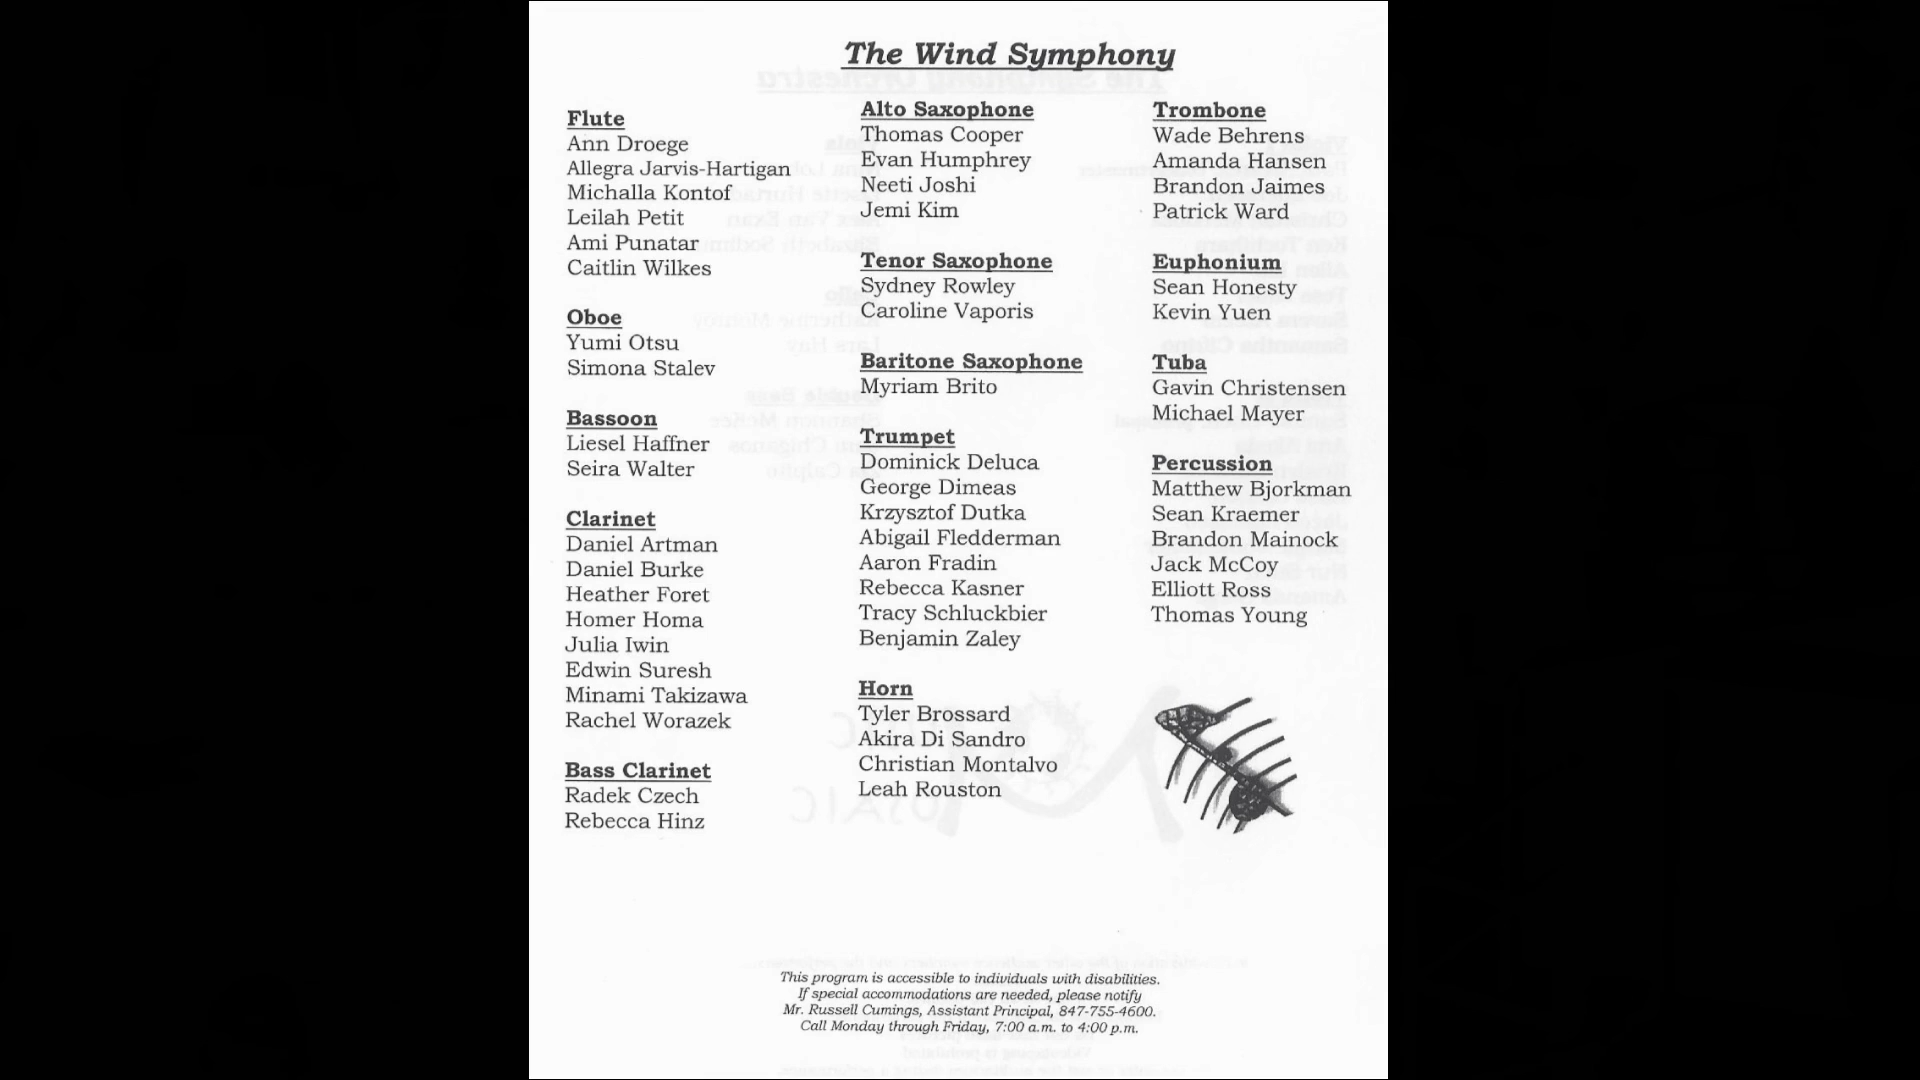 The Wind Symphony
Flute
Ann Droege
Allegra Jarvis-Hartigan
Michalla Kontof
Leilah Petit
Ami Punatar
Caitlin Wilkes
Oboe
Yumi Otsu
Simona Stalev
Bassoon
Liesel Haffner
Seira Walter
Clarinet
Daniel Artman
Daniel Burke
Heather Foret
Homer Homa
Julia Iwin
Edwin Suresh
Minami Takizawa
Rachel Worazek
Bass Clarinet
Radek Czech
Rebecca Hinz
Alto Saxophone
Thomas Cooper
Evan Humphrey
Neeti Joshi
Jemi Kim
Tenor Saxophone
Sydney Rowley
Caroline Vaporis
Baritone Saxophone
Myriam Brito
Trumpet
Dominick Deluca
George Dimeas
Krzysztof Dutka
Abigail Fledderman
Aaron Fradin
Rebecca Kasner
Tracy Schluckbier
Benjamin Zaley
Horn
Tyler Brossard
Akira Di Sandro
Christian Montalvo
Leah Rouston
Trombone
Wade Behrens
Amanda Hansen
Brandon Jaimes
Patrick Ward
Euphonium
Sean Honesty
Kevin Yuen
Tuba
Gavin Christensen
Michael Mayer
Percussion
Matthew Bjorkman
Sean Kraemer
Brandon Mainock
Jack McCoy
Elliott Ross
Thomas Young
This program is accessible to individuals with disabilities.
If special accommodations are needed, please notify
Mr. Russell Cumings, Assistant Principal, 847-755-4600.
Call Monday through Friday, 7:00 a.m. to 4:00 p.m.